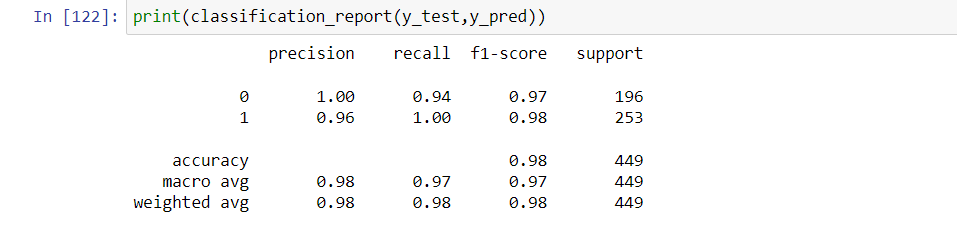 In [122]: print(classification_report(y_test,y_pred))
precision recall f1-score support
0 1.00 0.94 0.97 196
1 0.96 1.00 0.98 253
accuracy 0.98 449
macro avg 0.98 0.97 0.97 449
weighted avg 0.98 0.98 0.98 449